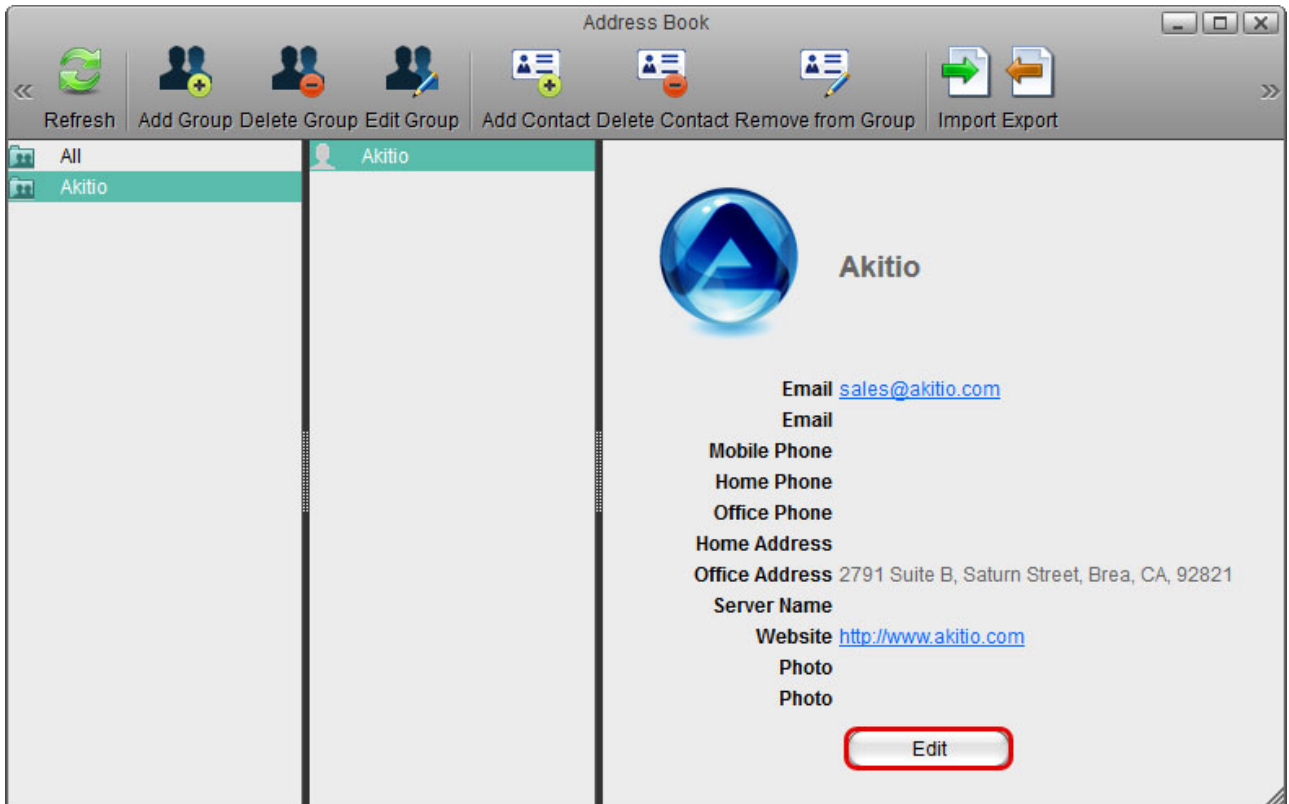 Address Book
Refresh Add Group Delete Group Edit Group Add Contact Delete Contact Remove from Group Import Export
All
Akitio
Akitio
Akitio
Email sales@akitio.com
Email
Mobile Phone
Home Phone
Office Phone
Home Address
Office Address 2791 Suite B, Saturn Street, Brea, CA, 92821
Server Name
Website http://www.akitio.com
Photo
Photo
Edit